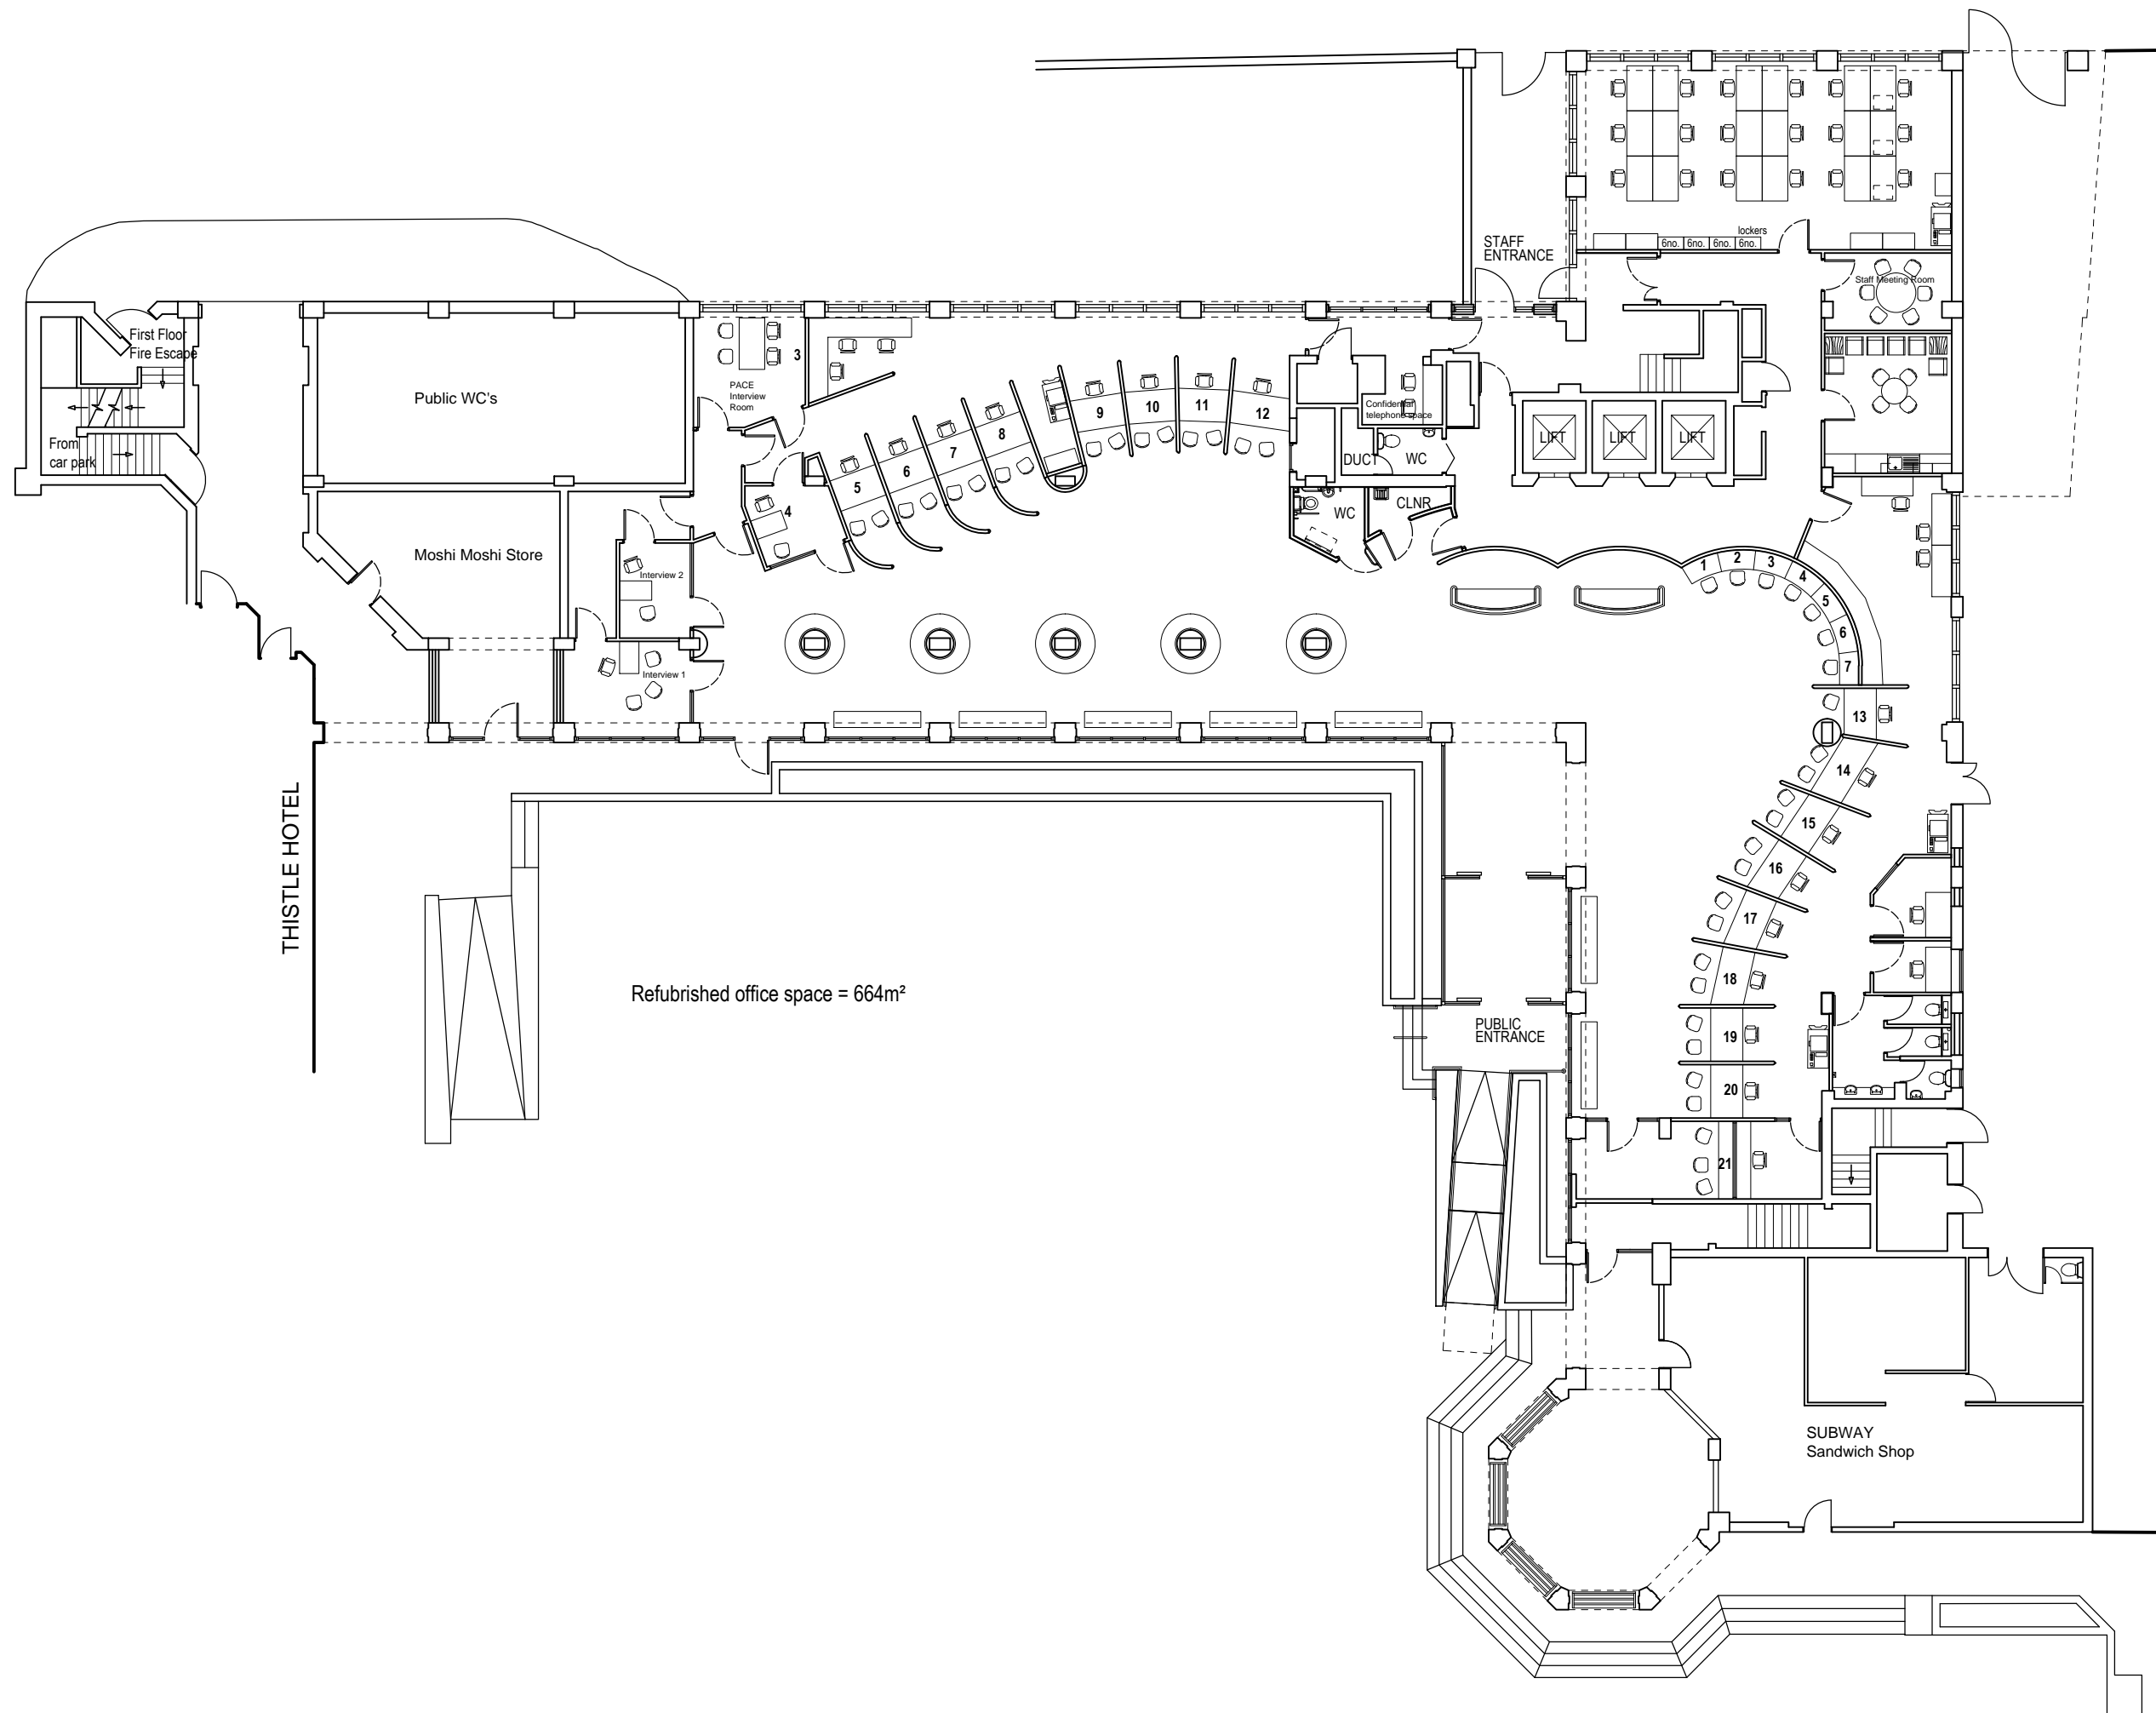 STAFF
ENTRANCE
lockers
6no.
6no.
6no.
6no.
Staff Meeting Room
First Floor
Fire Escape
From
car park
Public WC's
3
PACE
Interview
Room
4
5
6
7
8
9
10
11
12
Confidential
telephone space
DUCT
WC
WC
CLNR
LIFT
LIFT
LIFT
Moshi Moshi Store
Interview 2
Interview 1
1
2
3
4
5
6
7
13
14
15
16
17
18
19
20
21
THISTLE HOTEL
Refubrished office space = 664m²
PUBLIC
ENTRANCE
SUBWAY
Sandwich Shop